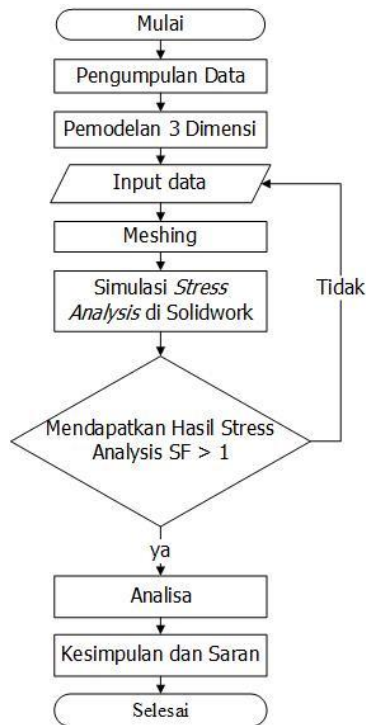 Mulai
Pengumpulan Data
Pemodelan 3 Dimensi
Input data
Meshing
Simulasi Stress
Analysis di Solidwork
Tidak
Mendapatkan Hasil Stress
Analysis SF > 1
ya
Analisa
Kesimpulan dan Saran
Selesai